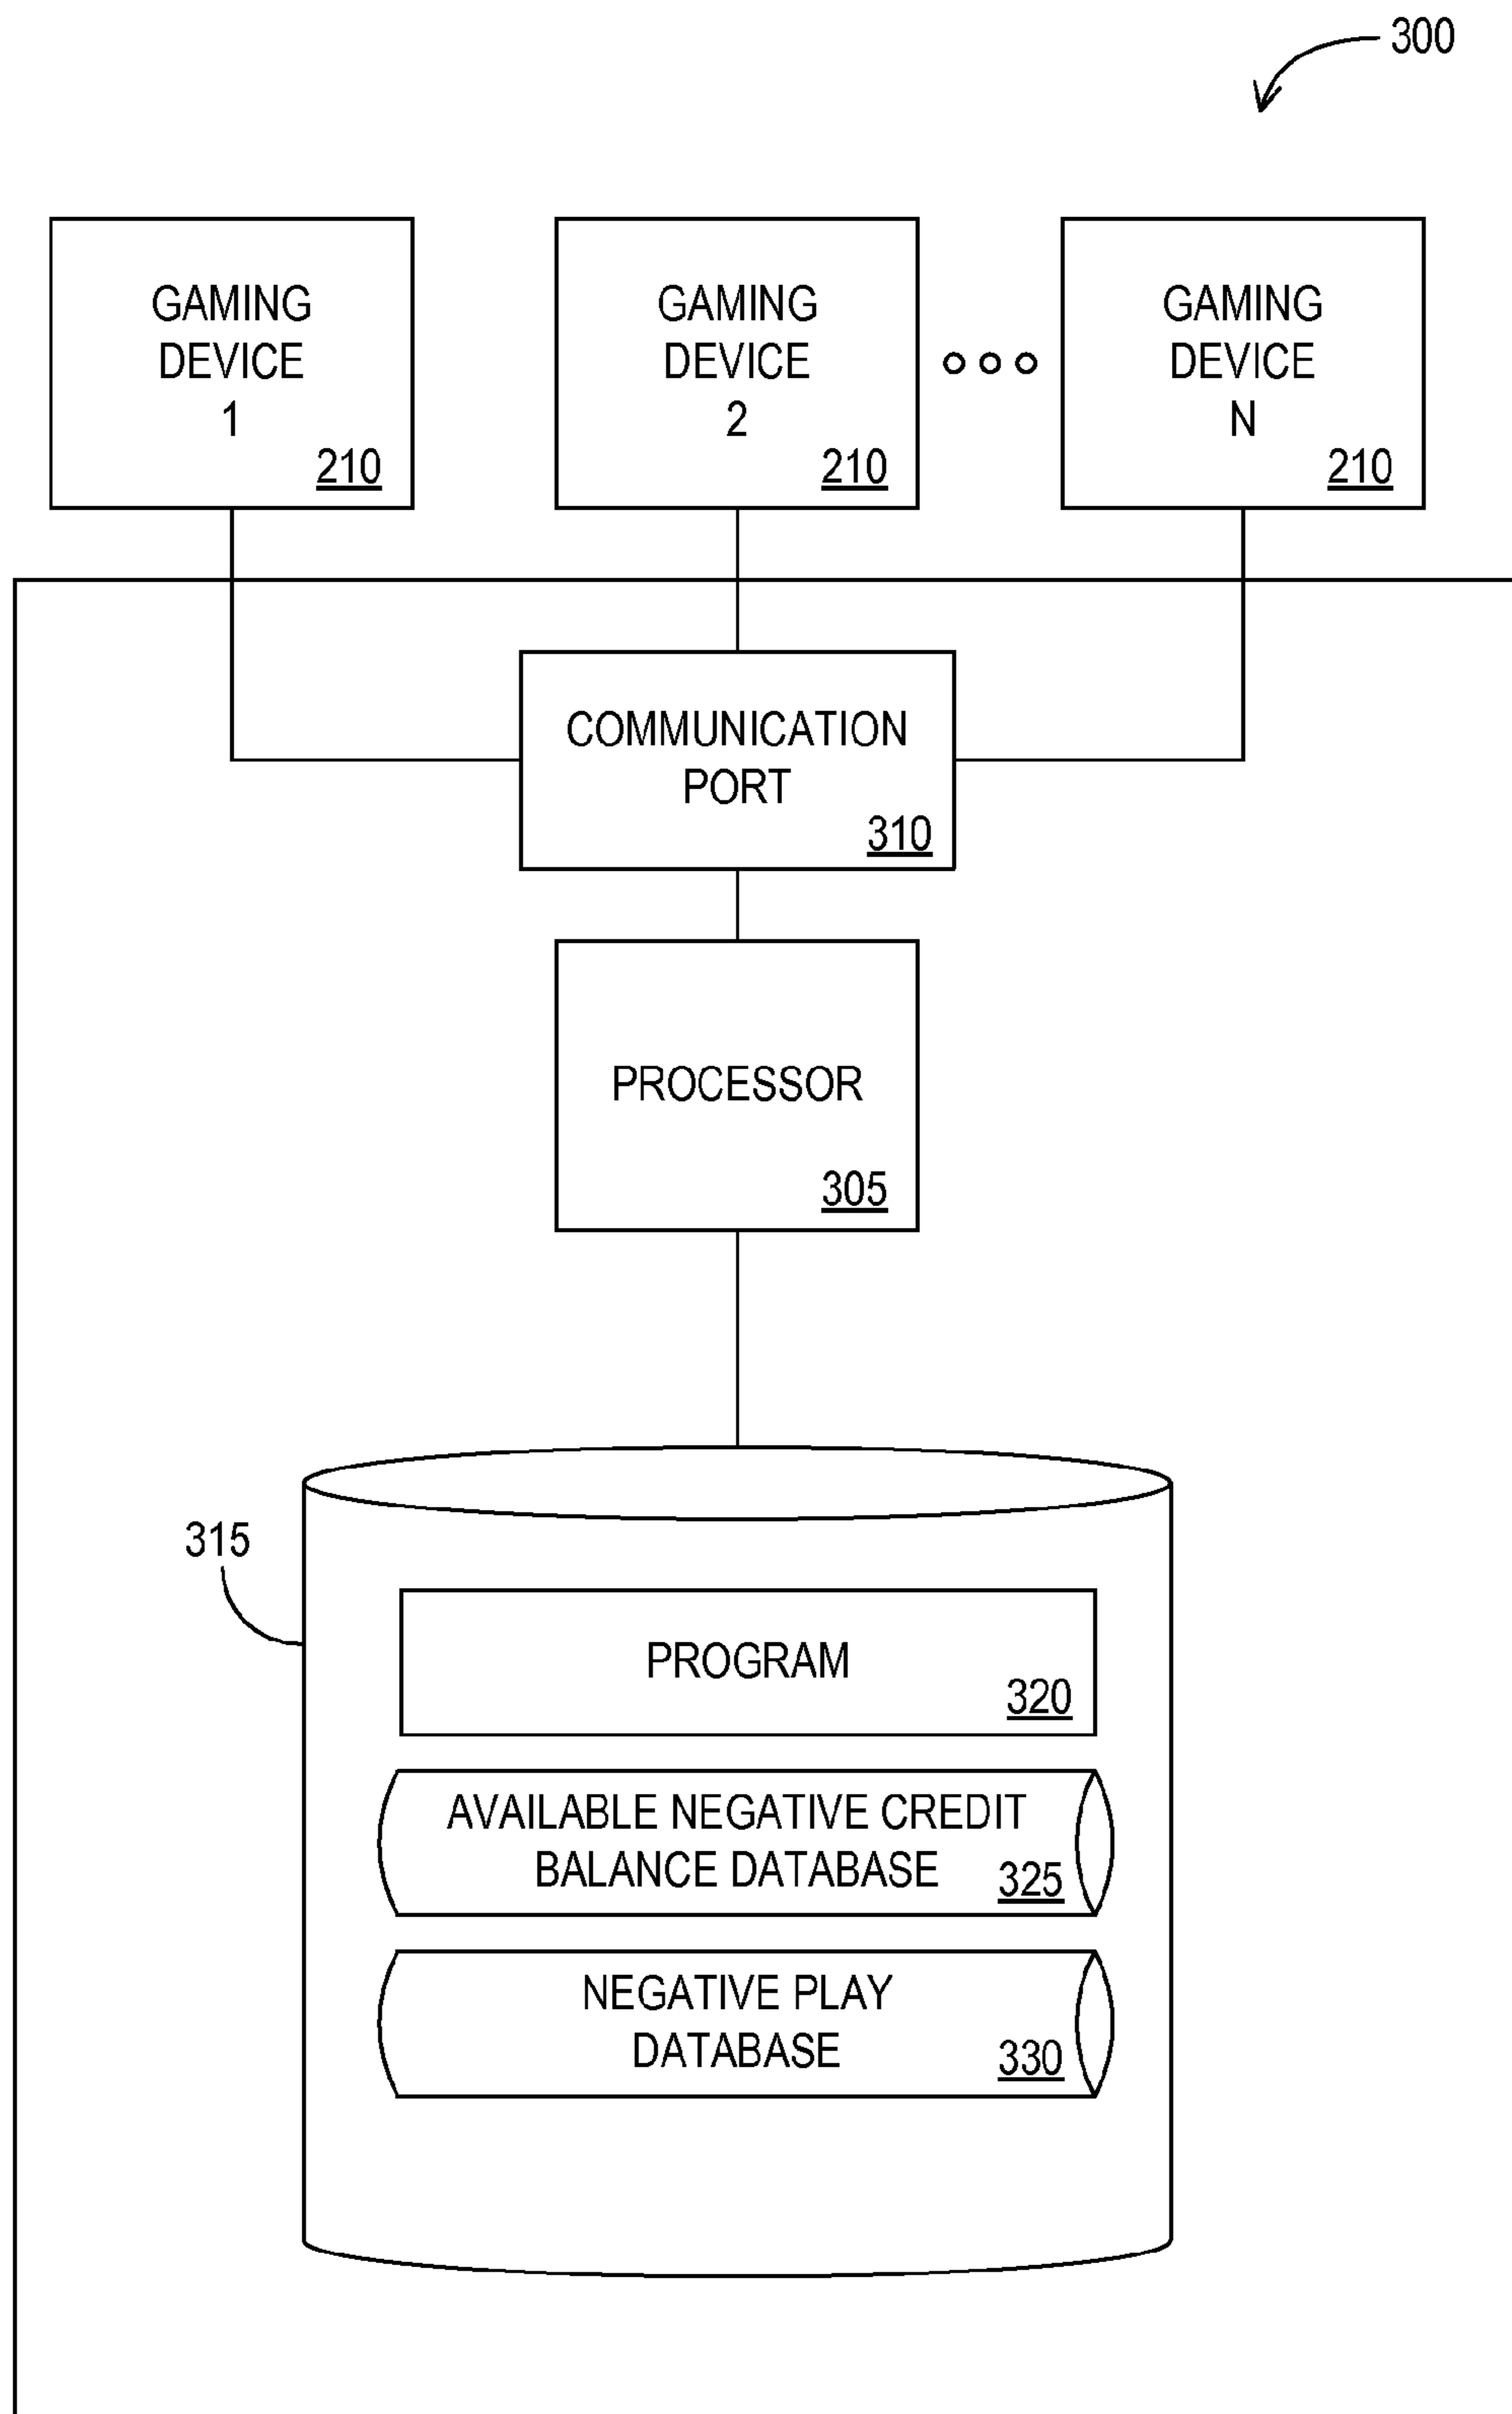 300
GAMING
DEVICE
1
210
GAMING
DEVICE
2
210
GAMING
DEVICE
N
210
COMMUNICATION
PORT
310
PROCESSOR
305
315
PROGRAM
320
AVAILABLE NEGATIVE CREDIT
BALANCE DATABASE
325
NEGATIVE PLAY
DATABASE
330